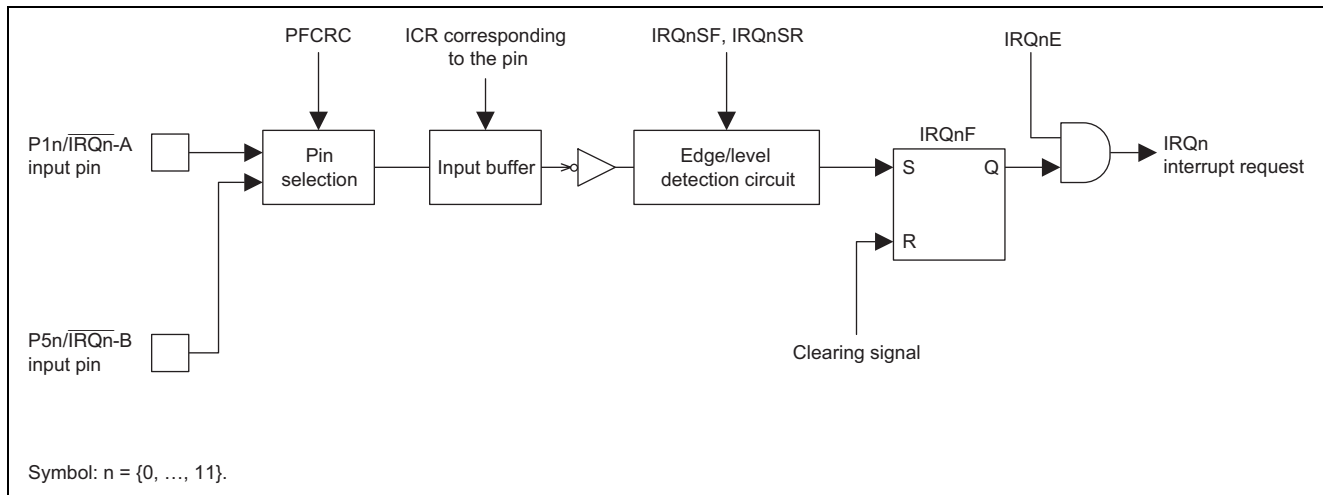 PFCRC
ICR corresponding
to the pin
IRQnSF, IRQnSR
IRQnE
P1n/IRQn-A
input pin
Pin
selection
Input buffer
Edge/level
detection circuit
IRQnF
S
Q
R
IRQn
interrupt request
P5n/IRQn-B
input pin
Clearing signal
Symbol: n = {0, …, 11}.